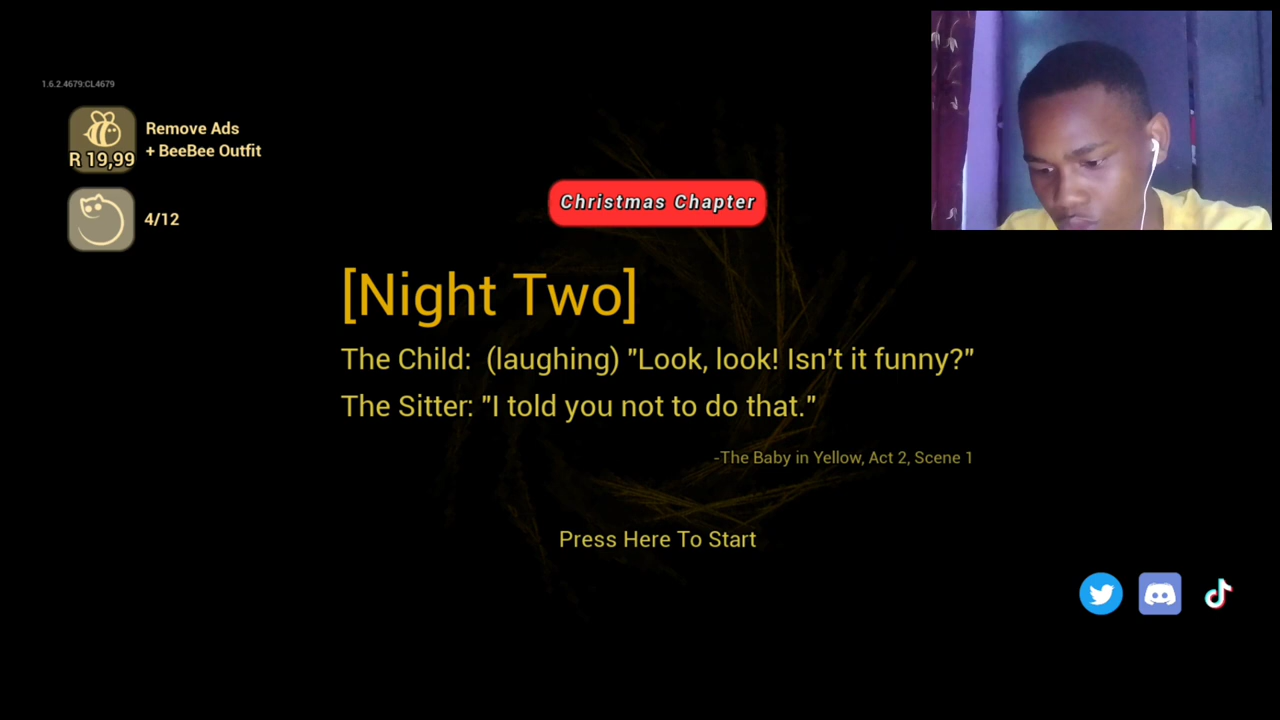 1.6.2.4679:CL4679
Remove Ads
+ BeeBee Outfit
R 19,99
4/12
Christmas Chapter
[Night Two]
The Child:  (laughing) "Look, look! Isn't it funny?"
The Sitter: "I told you not to do that."
-The Baby in Yellow, Act 2, Scene 1
Press Here To Start